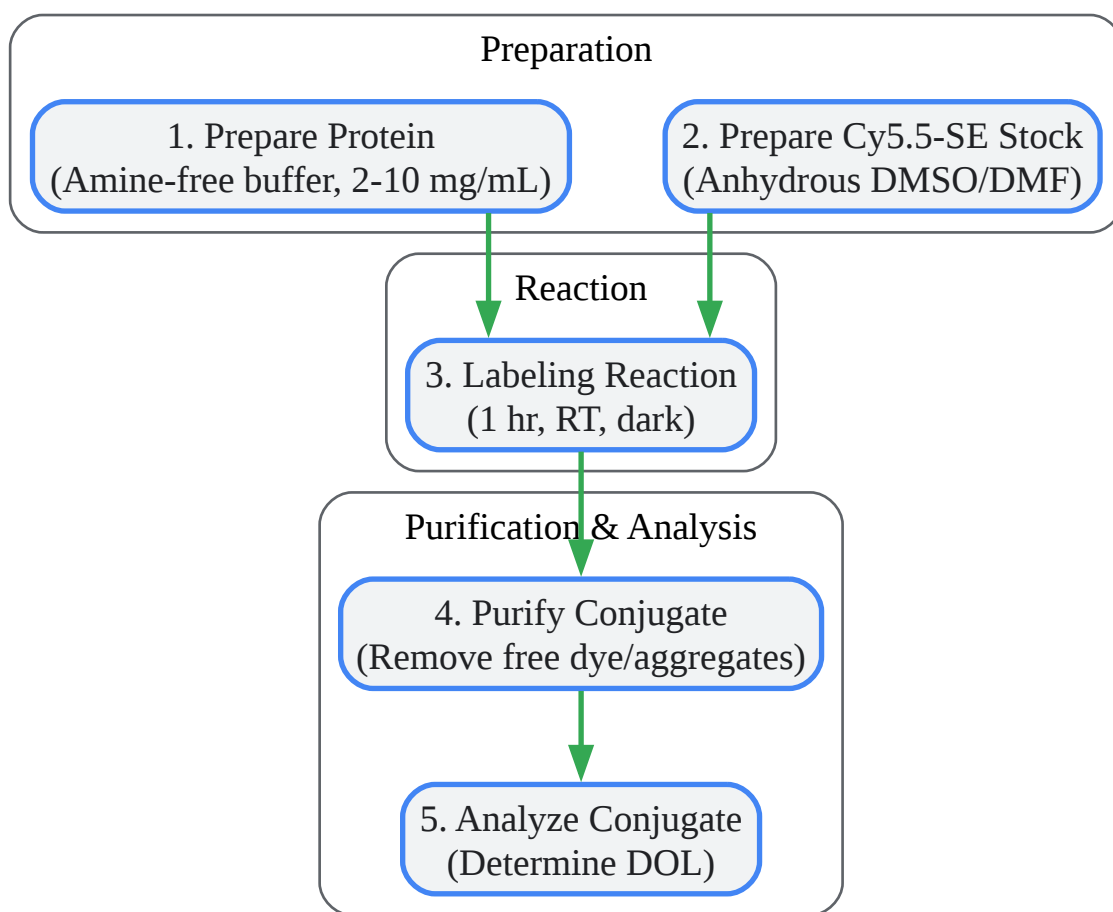 Preparation
1. Prepare Protein
(Amine-free buffer, 2-10 mg/mL)
2. Prepare Cy5.5-SE Stock
(Anhydrous DMSO/DMF)
Reaction
3. Labeling Reaction
(1 hr, RT, dark)
Purification & Analysis
4. Purify Conjugate
(Remove free dye/aggregates)
5. Analyze Conjugate
(Determine DOL)